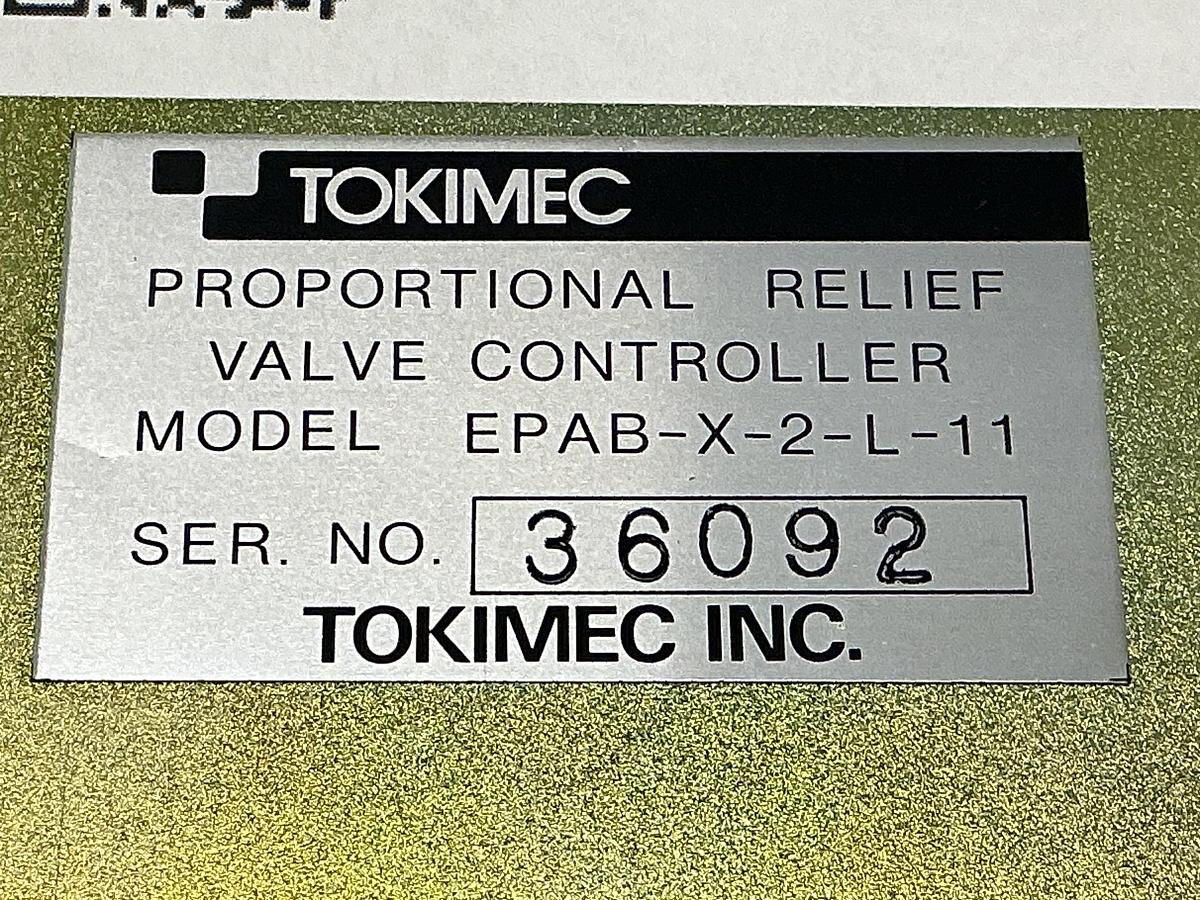 TOKIMEC
PROPORTIONAL RELIEF
VALVE CONTROLLER
MODEL EPAB-X-2-L-11
SER. NO. 36092
TOKIMEC INC.